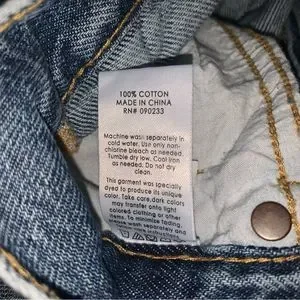 100% COTTON
MADE IN CHINA
RN# 090233
Machine wash separately in
cold water. Use only non-
chlorine bleach as needed.
Tumble dry low. Cool iron
as needed. Do not dry
clean.
This garment was specially
dyed to produce its unique
color. Take care, dark colors
may transfer onto light
colored clothing or other
items. To minimize fading